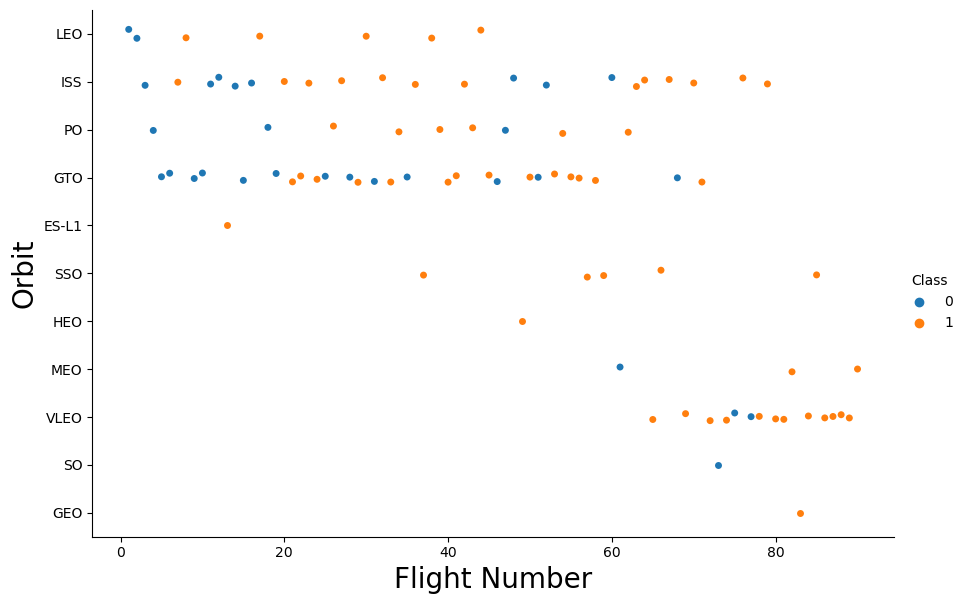 LEO
ISS
PO
GTO
ES-L1
SSO
HEO
MEO
VLEO
SO
GEO
Orbit
0
20
40
60
80
Flight Number
Class
0
1